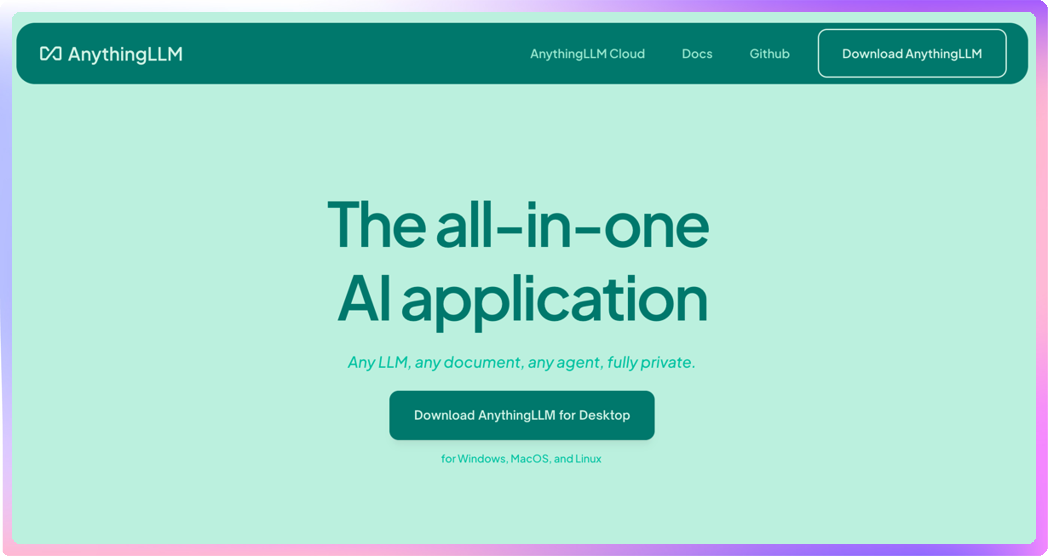 AnythingLLM
AnythingLLM Cloud
Docs
Github
Download AnythingLLM
The all-in-one
AI application
Any LLM, any document, any agent, fully private.
Download AnythingLLM for Desktop
for Windows, MacOS, and Linux